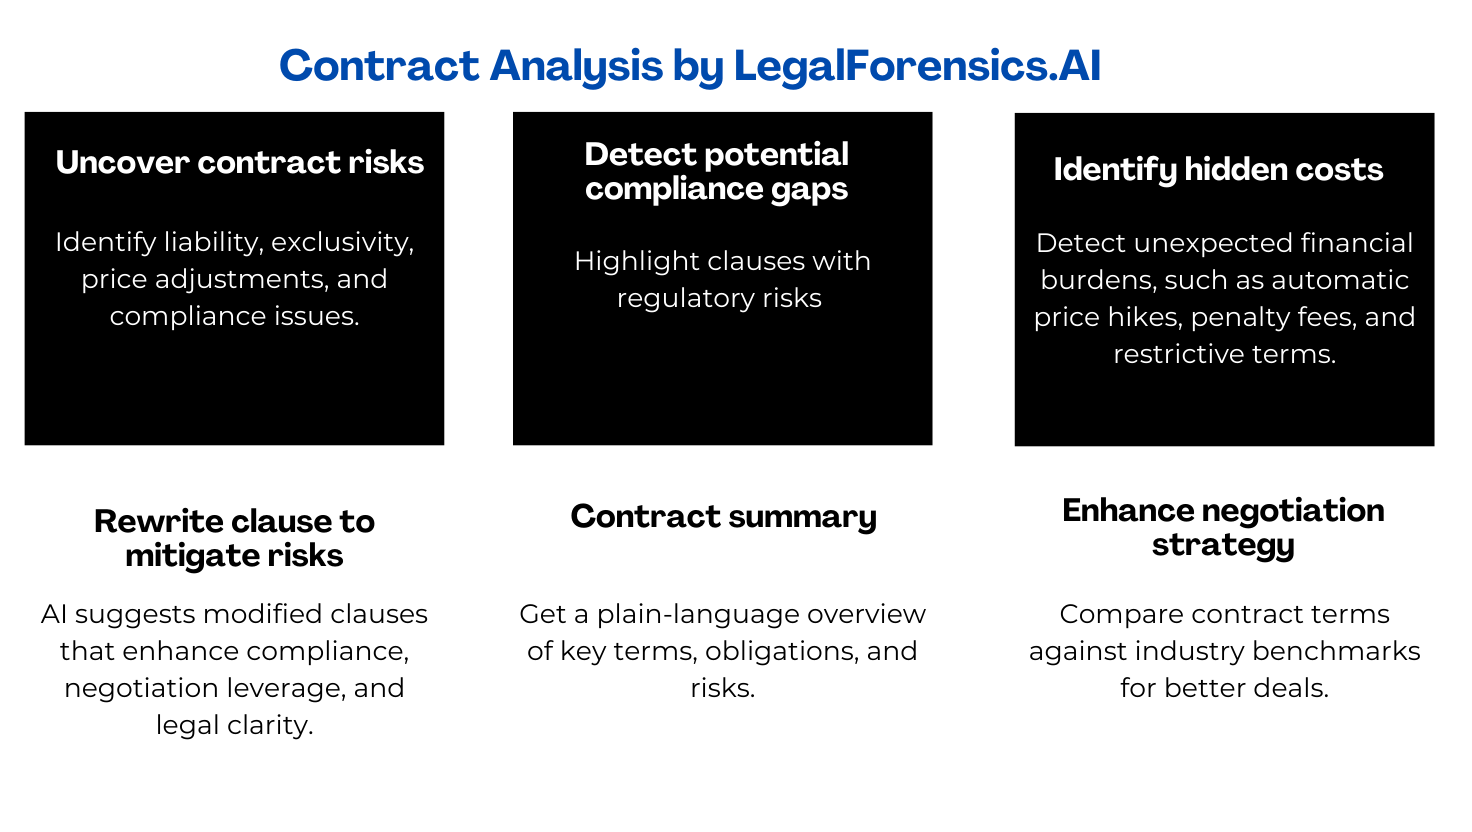 Contract Analysis by LegalForensics.AI
Uncover contract risks
Identify liability, exclusivity,
price adjustments, and
compliance issues.
Detect potential
compliance gaps
Highlight clauses with
regulatory risks
Identify hidden costs
Detect unexpected financial
burdens, such as automatic
price hikes, penalty fees, and
restrictive terms.
Rewrite clause to
mitigate risks
AI suggests modified clauses
that enhance compliance,
negotiation leverage, and
legal clarity.
Contract summary
Get a plain-language overview
of key terms, obligations, and
risks.
Enhance negotiation
strategy
Compare contract terms
against industry benchmarks
for better deals.